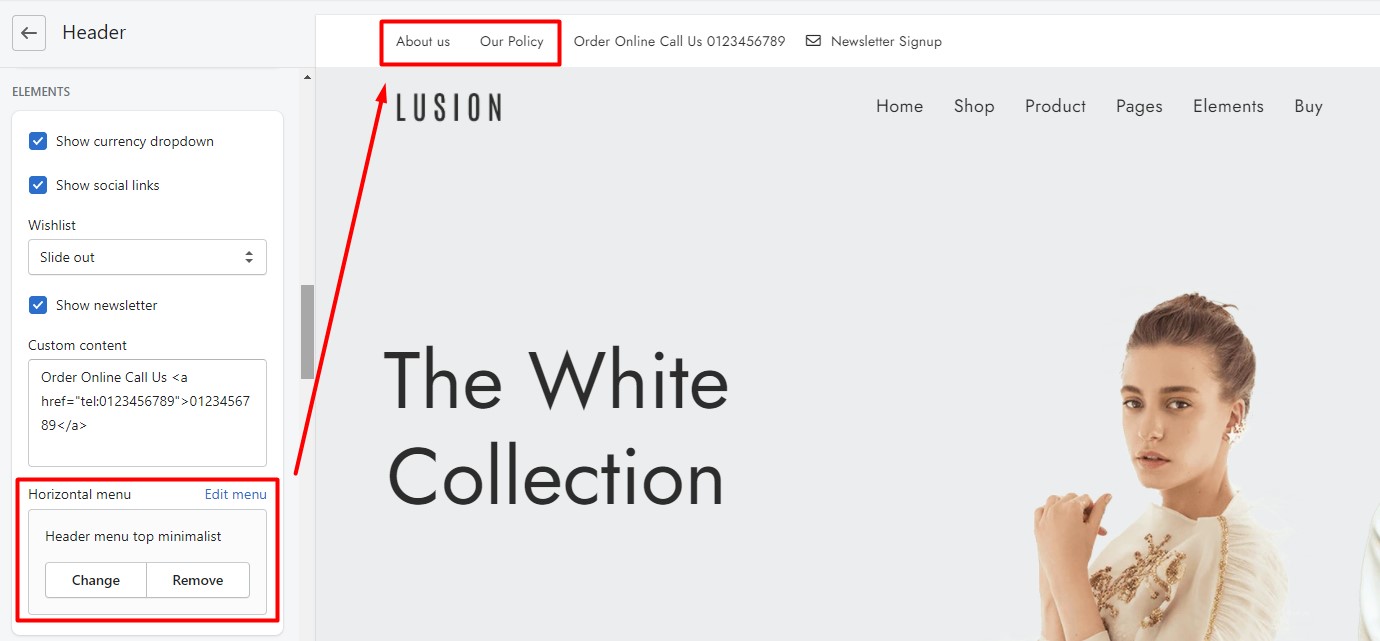 Header
ELEMENTS
Show currency dropdown
Show social links
Wishlist
Slide out
Show newsletter
Custom content
Order Online Call Us <a
href="tel:0123456789">01234567
89</a>
Horizontal menu Edit menu
Header menu top minimalist
Change Remove
About us Our Policy Order Online Call Us 0123456789 Newsletter Signup
LUSION
Home Shop Product Pages Elements Buy
The White
Collection